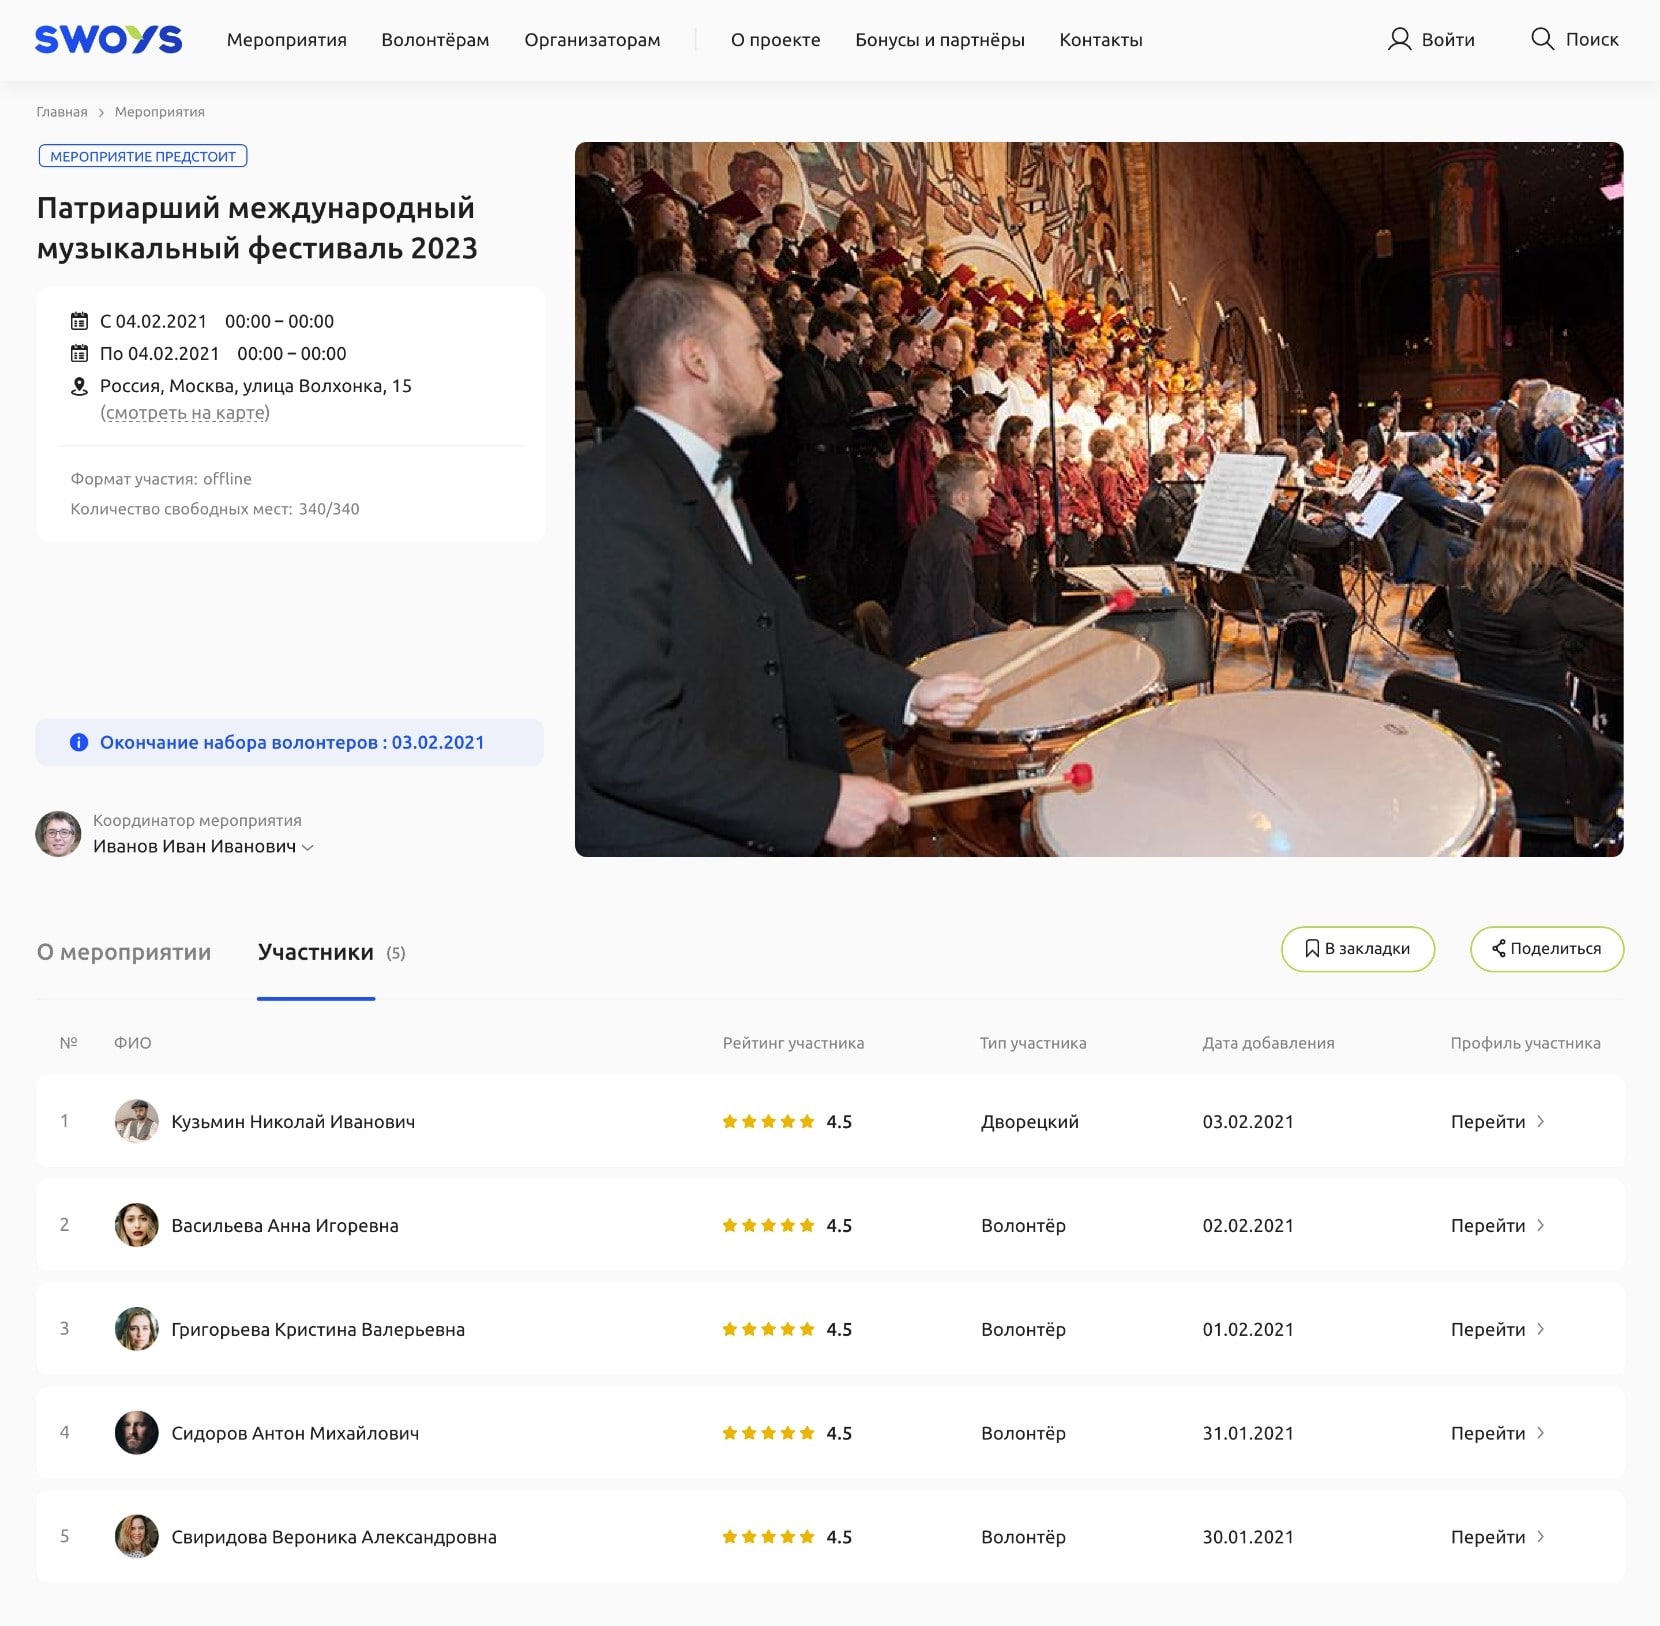 SWOYS Мероприятия Волонтёрам Организаторам О проекте Бонусы и партнёры Контакты Войти Поиск
Главная > Мероприятия
МЕРОПРИЯТИЕ ПРЕДСТОИТ
Патриарший международный
музыкальный фестиваль 2023
С 04.02.2021 00:00 – 00:00
По 04.02.2021 00:00 – 00:00
Россия, Москва, улица Волхонка, 15
(смотреть на карте)
Формат участия: offline
Количество свободных мест: 340/340
Окончание набора волонтеров : 03.02.2021
Координатор мероприятия
Иванов Иван Иванович
О мероприятии Участники (5) В закладки Поделиться
№ ФИО Рейтинг участника Тип участника Дата добавления Профиль участника
1 Кузьмин Николай Иванович 4.5 Дворецкий 03.02.2021 Перейти >
2 Васильева Анна Игоревна 4.5 Волонтёр 02.02.2021 Перейти >
3 Григорьева Кристина Валерьевна 4.5 Волонтёр 01.02.2021 Перейти >
4 Сидоров Антон Михайлович 4.5 Волонтёр 31.01.2021 Перейти >
5 Свиридова Вероника Александровна 4.5 Волонтёр 30.01.2021 Перейти >